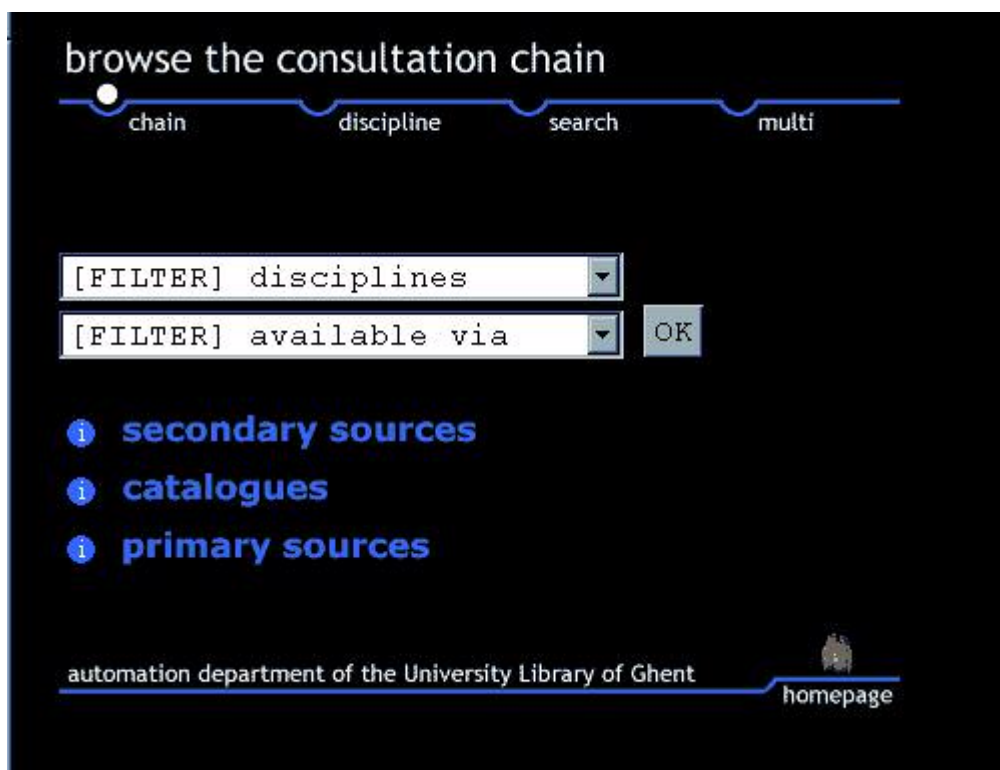 browse the consultation chain
chain discipline search multi
[FILTER] disciplines
[FILTER] available via OK
i secondary sources
i catalogues
i primary sources
automation department of the University Library of Ghent
homepage